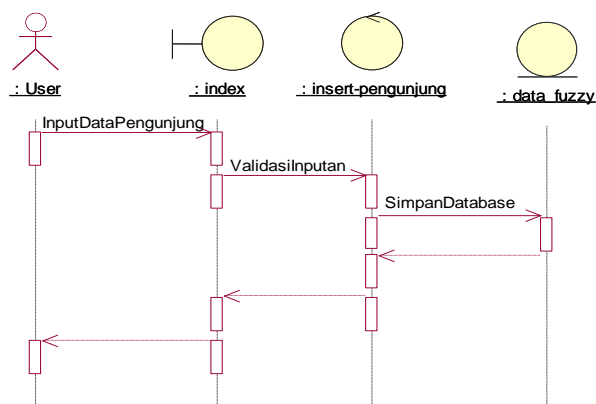 : User
: index
: insert-pengunjung
: data_fuzzy
InputDataPengunjung
ValidasiInputan
SimpanDatabase